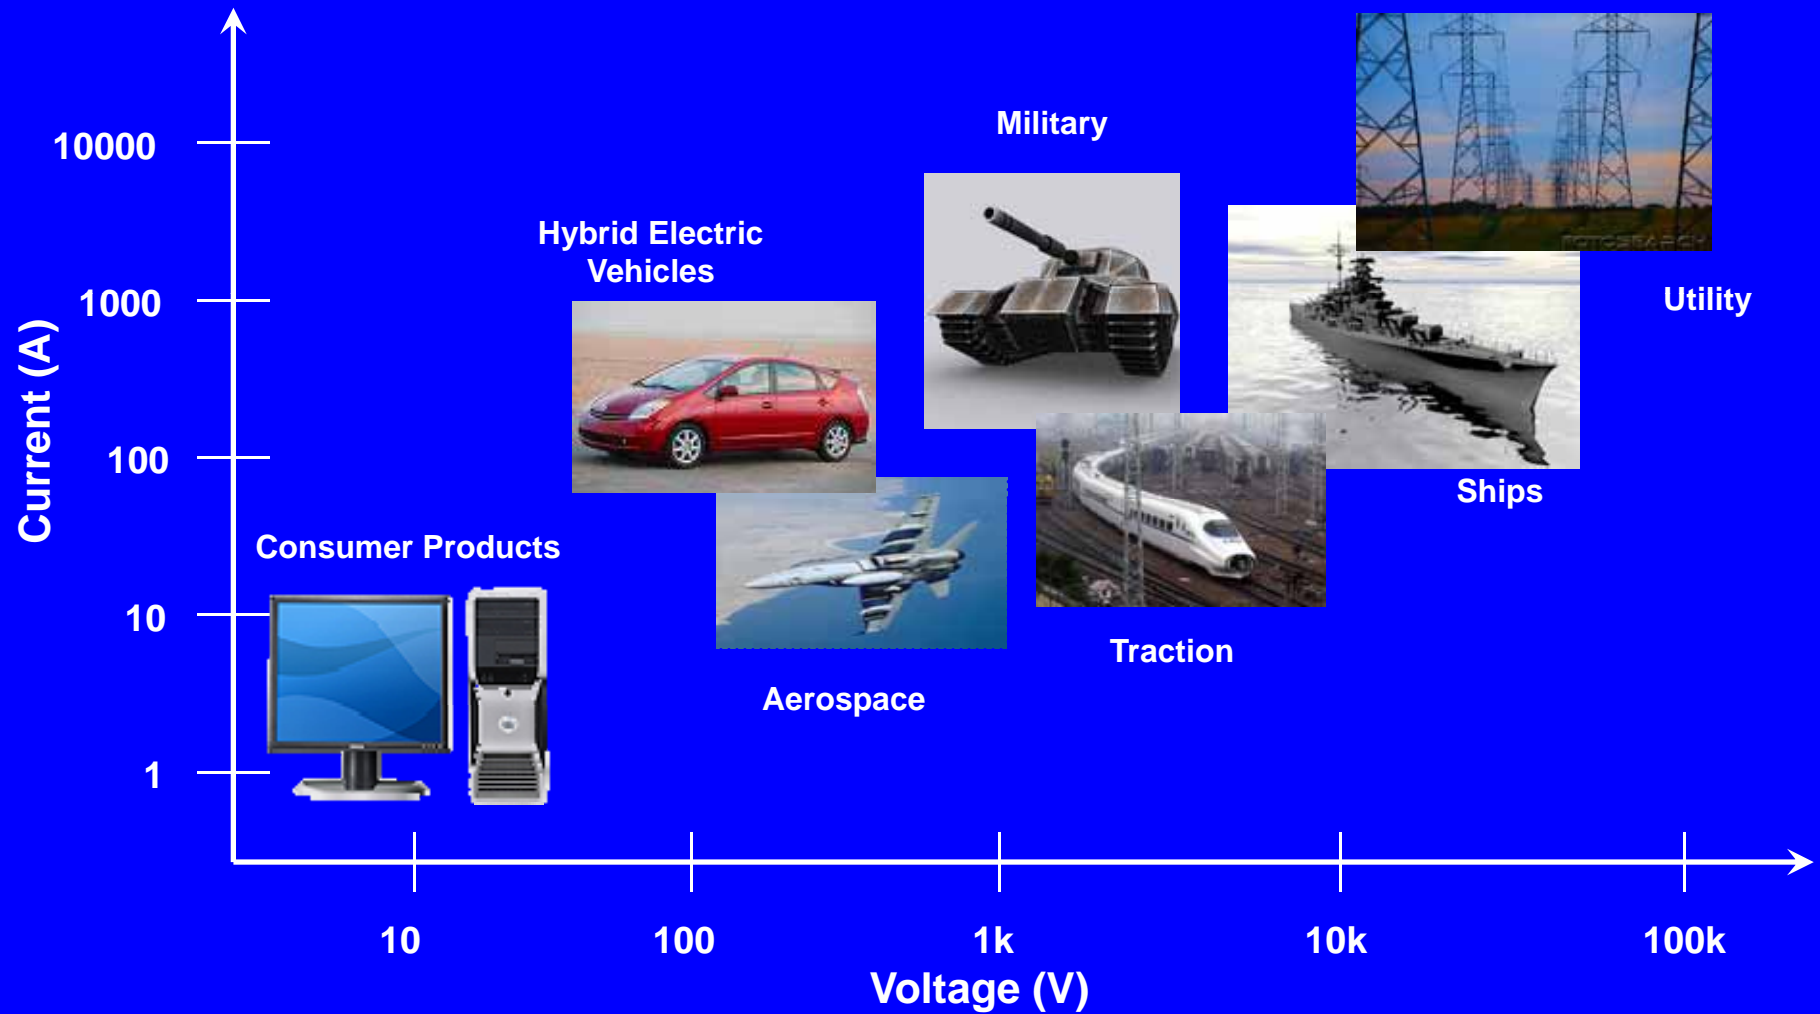 Military
10000
Hybrid Electric
Vehicles
1000
Utility
Current (A)
100
Ships
Consumer Products
10
Traction
Aerospace
1
10
100
1k
10k
100k
Voltage (V)
FOTOSEARCH